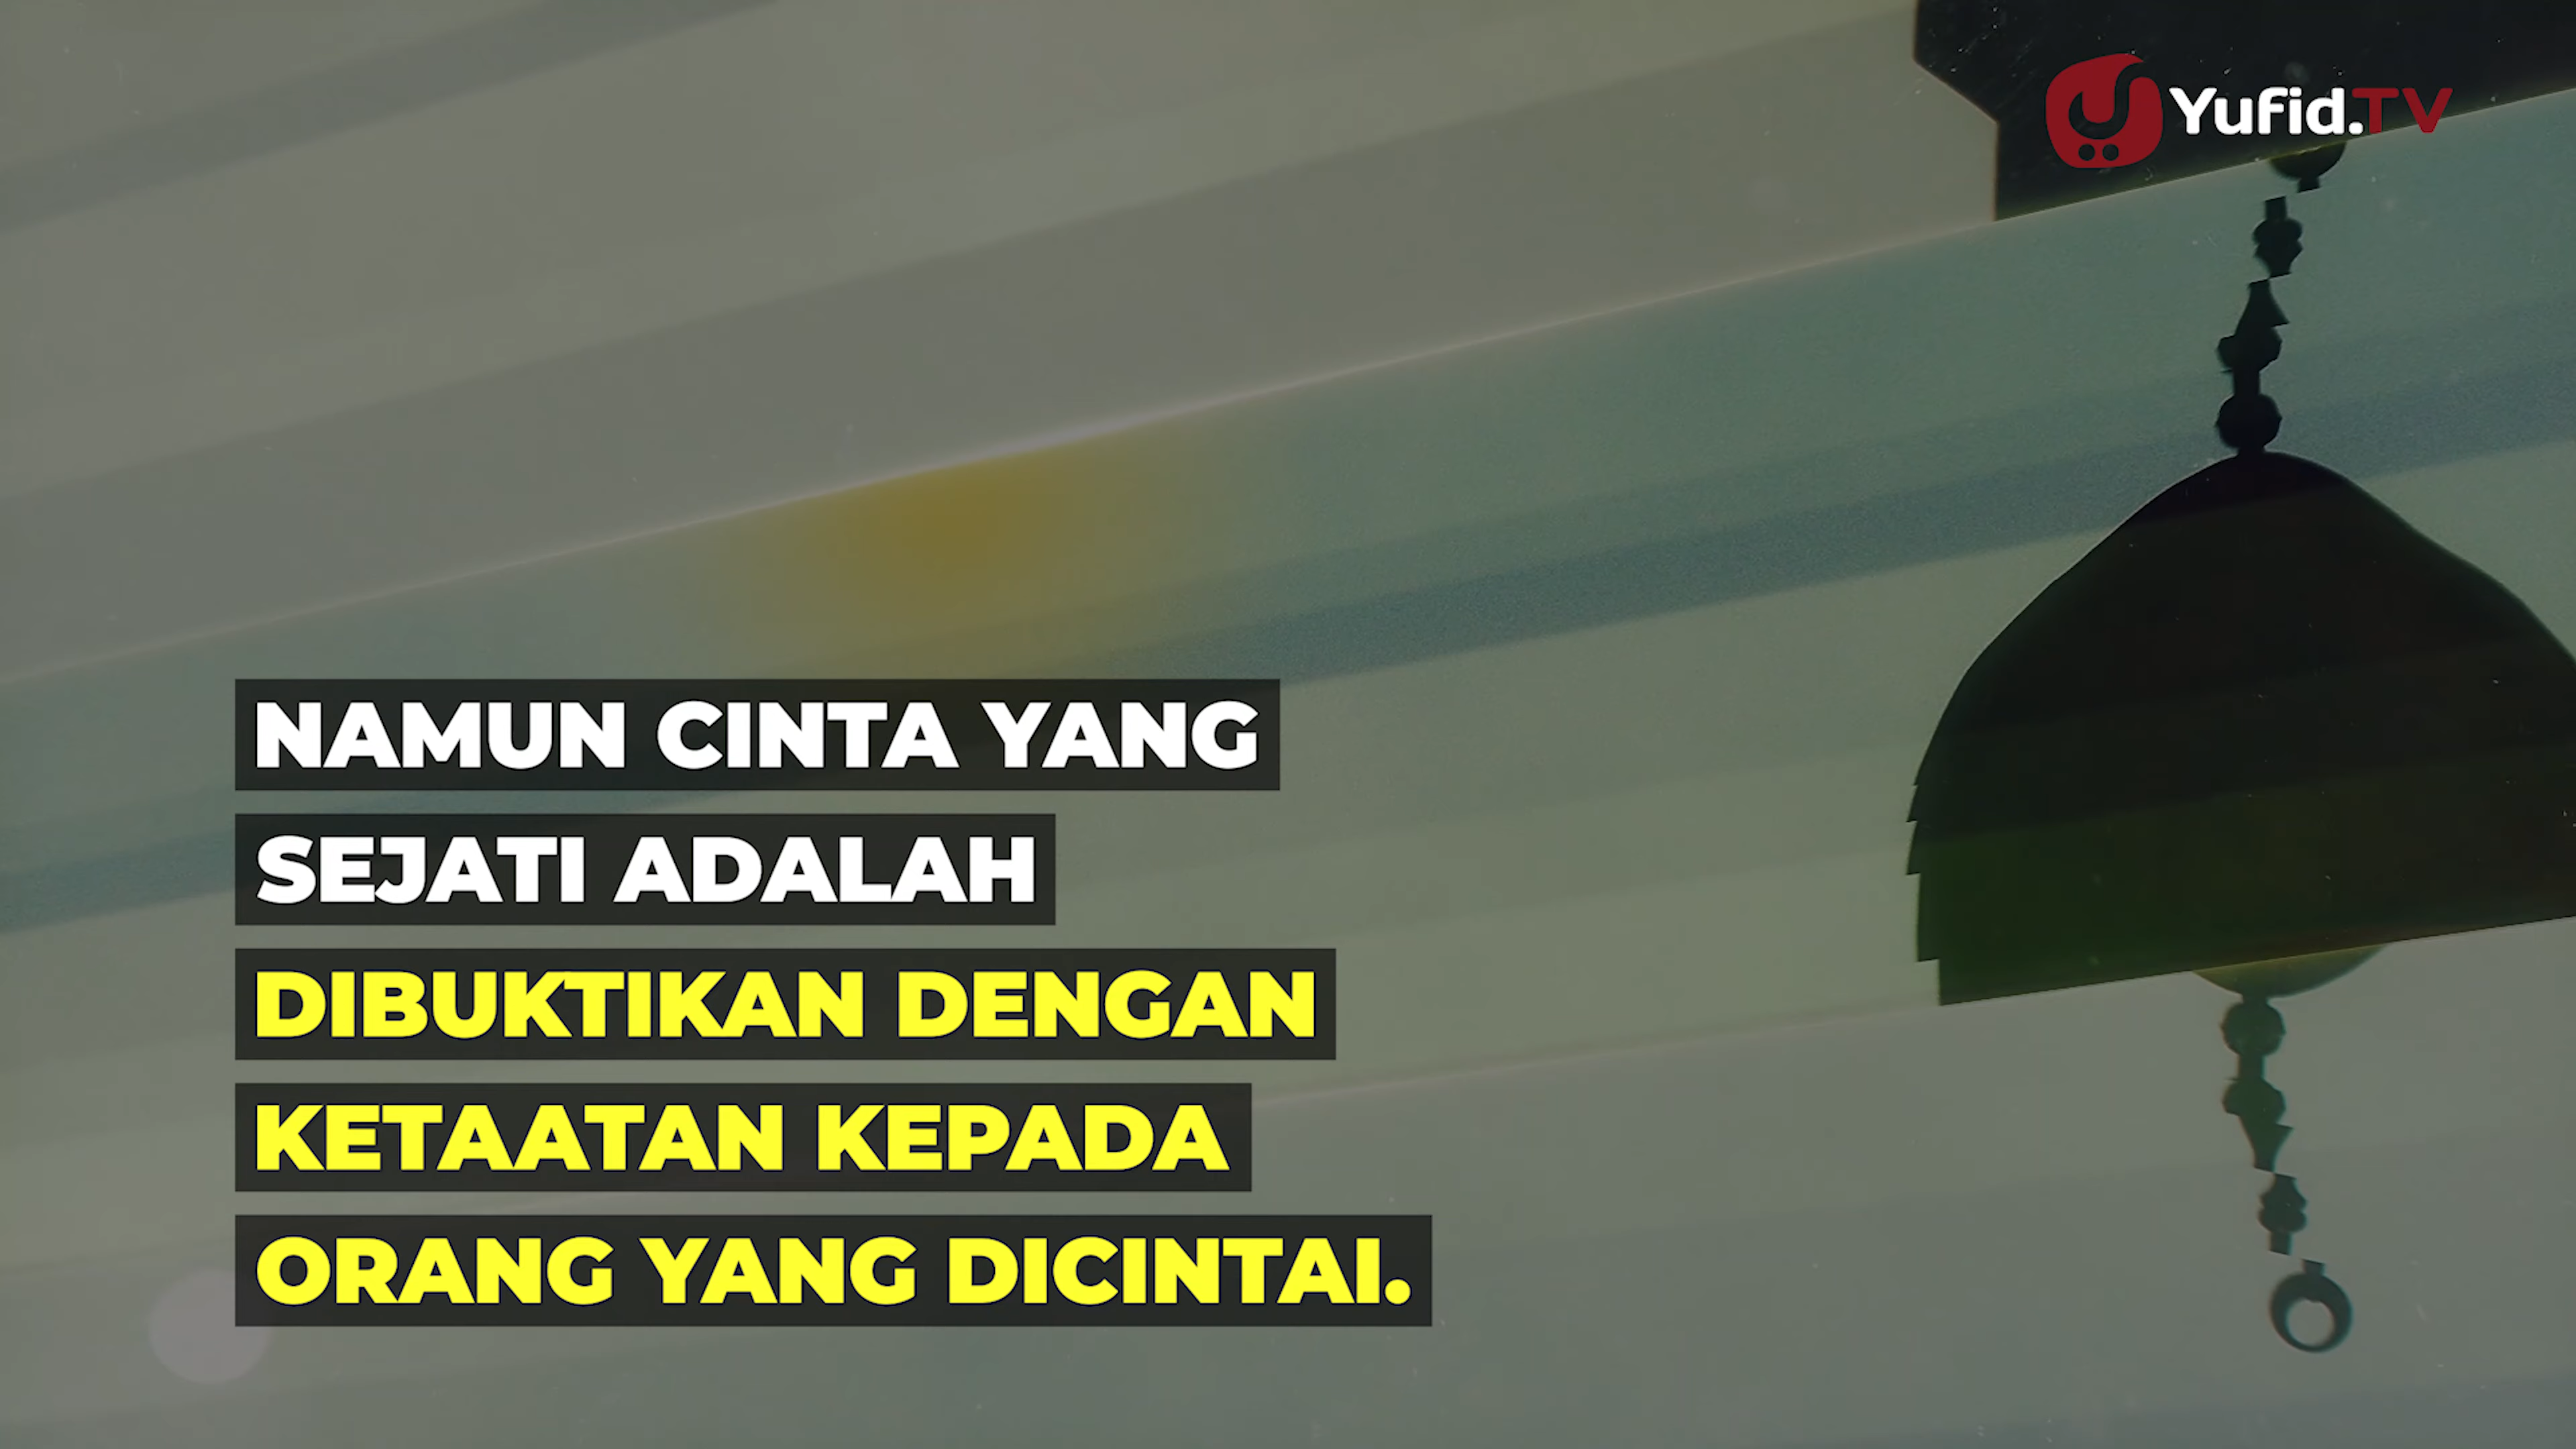 Yufid.TV
NAMUN CINTA YANG
SEJATI ADALAH
DIBUKTIKAN DENGAN
KETAATAN KEPADA
ORANG YANG DICINTAI.